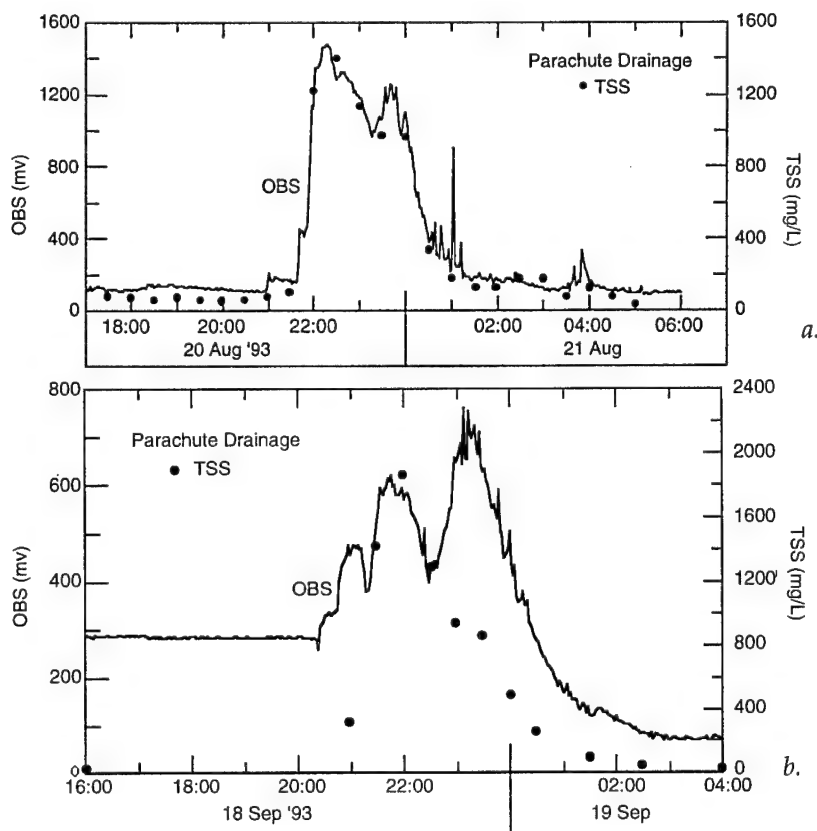 1600
1200
800
400
0
OBS (mv)
OBS
Parachute Drainage
● TSS
1600
1200
800
400
0
TSS (mg/L)
18:00 20:00 22:00 02:00 04:00 06:00
20 Aug '93 21 Aug
a.
800
600
400
200
0
OBS (mv)
Parachute Drainage
● TSS
OBS
2400
2000
1600
1200
800
400
0
TSS (mg/L)
16:00 18:00 20:00 22:00 02:00 04:00
18 Sep '93 19 Sep
b.